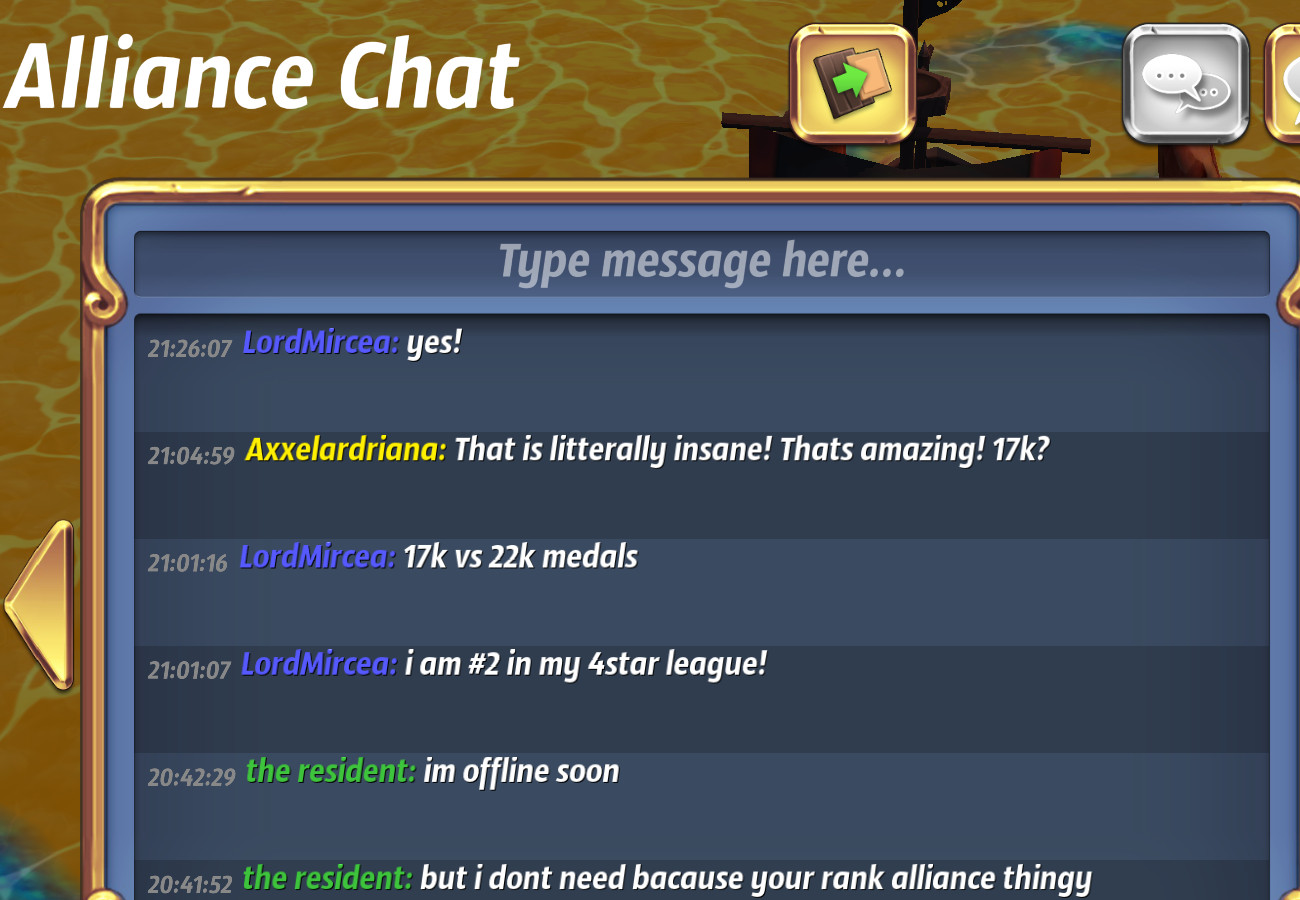 Alliance Chat
Type message here...
21:26:07 LordMircea: yes!
21:04:59 Axxelardriana: That is litterally insane! Thats amazing! 17k?
21:01:16 LordMircea: 17k vs 22k medals
21:01:07 LordMircea: i am #2 in my 4star league!
20:42:29 the resident: im offline soon
20:41:52 the resident: but i dont need bacause your rank alliance thingy